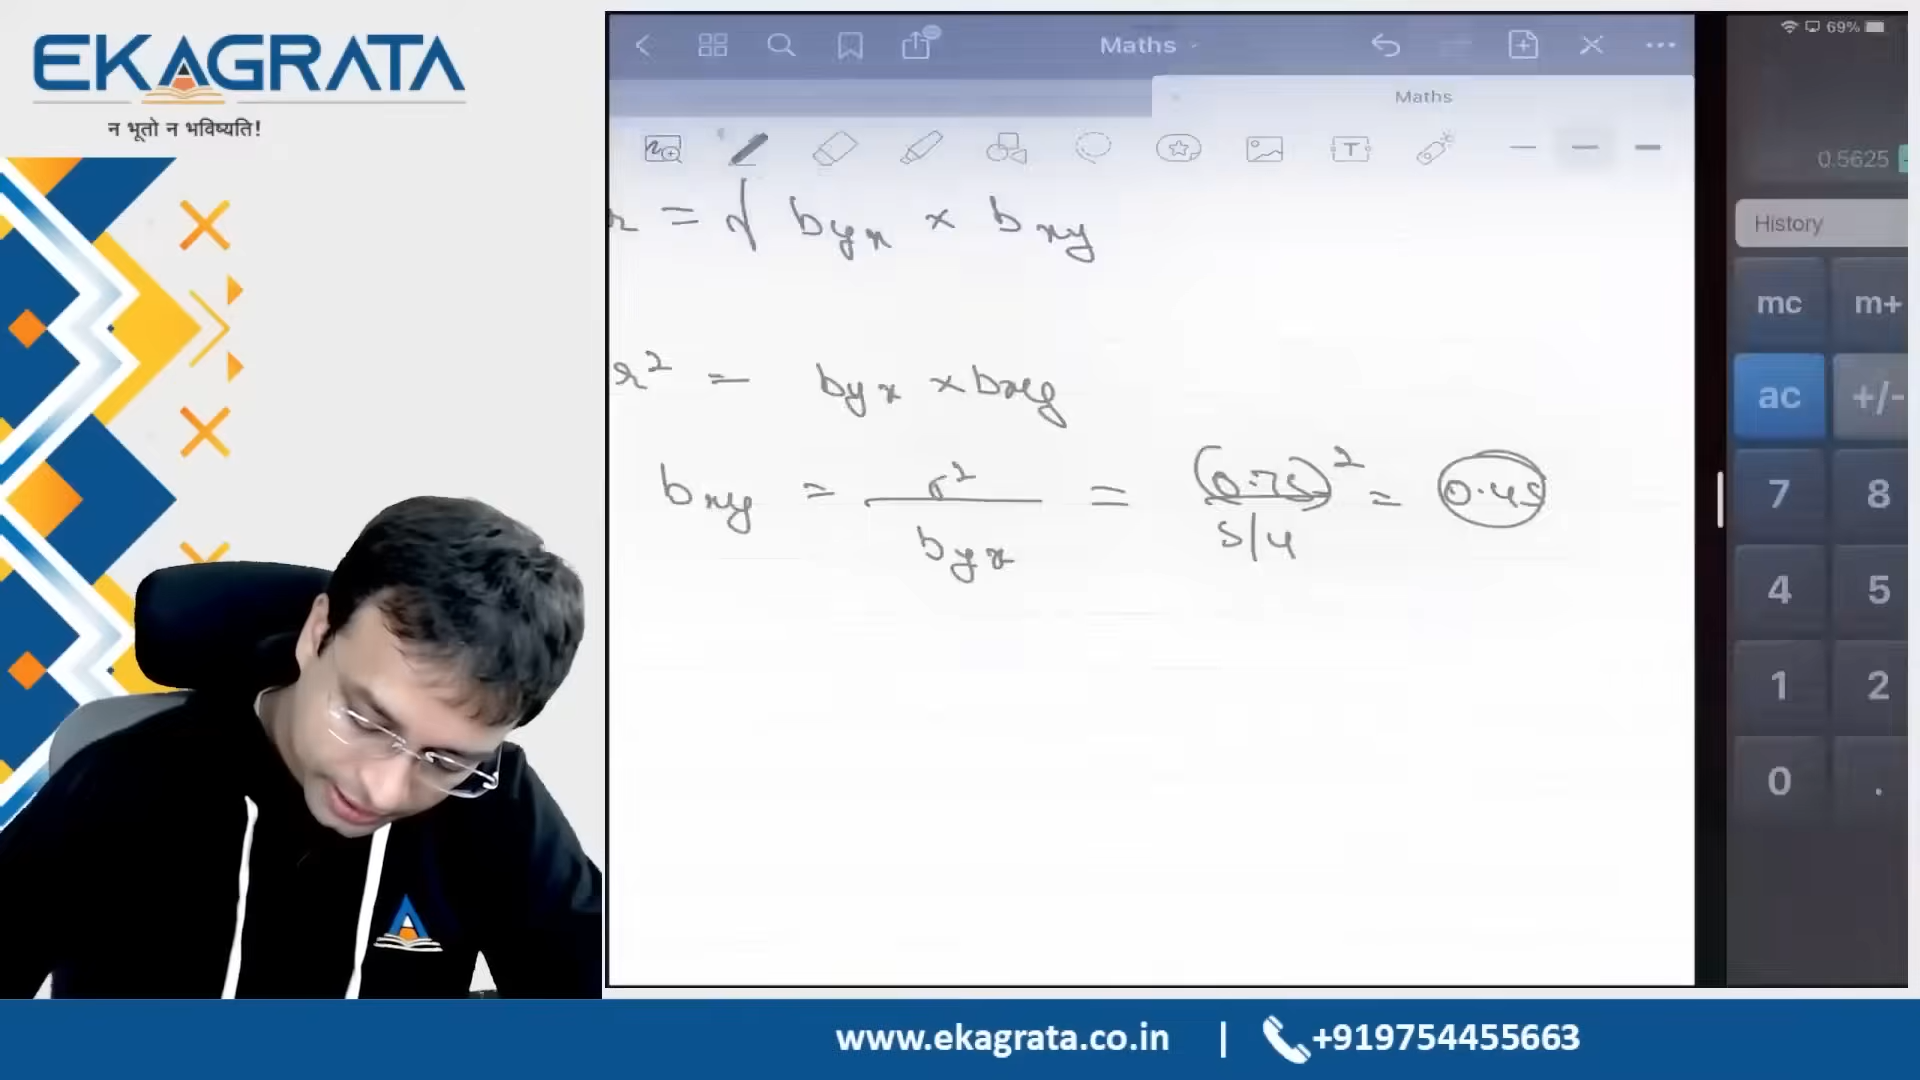 EKAGRATA
न भूतो न भविष्यति!
Maths
69%
Maths
0.5625
History
mc m+
ac +/-
7 8
4 5
1 2
0 .
r = √ byx × bxy
r² = byx × bxy
bxy = r² / byx = (0.75)² / 5/4 = 0.45
www.ekagrata.co.in | +919754455663